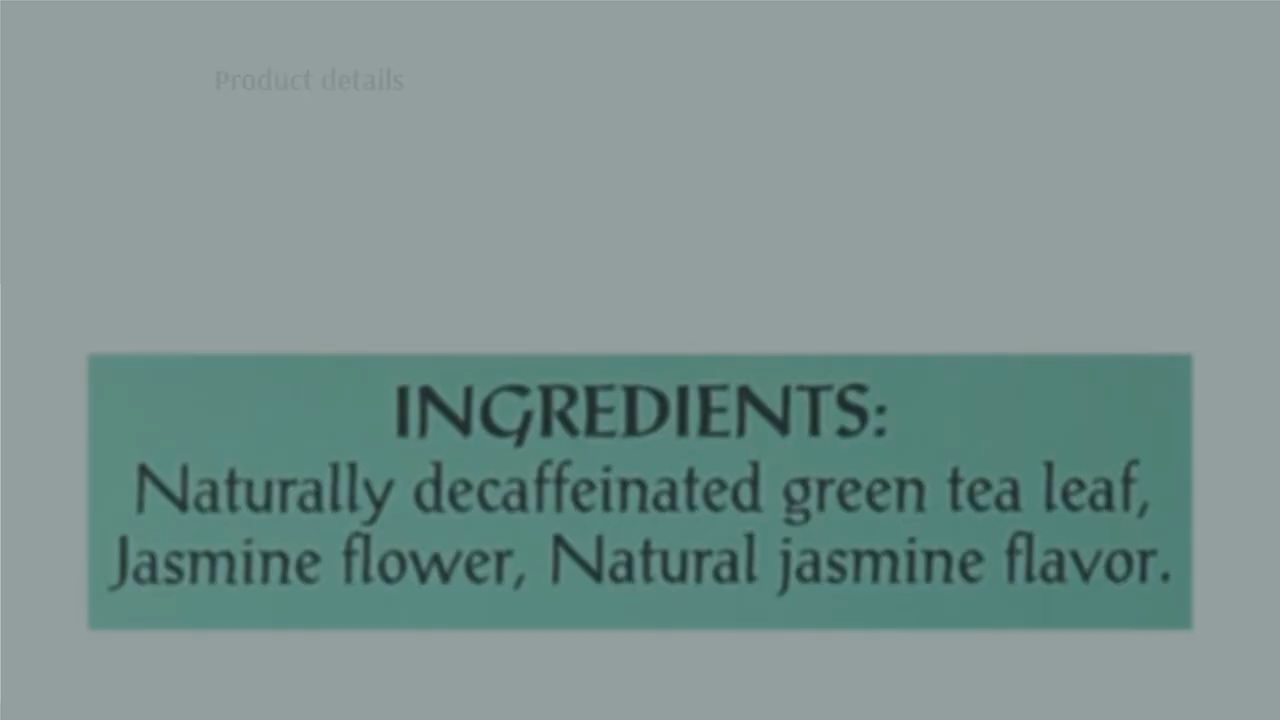 Product details
INGREDIENTS:
Naturally decaffeinated green tea leaf,
Jasmine flower, Natural jasmine flavor.